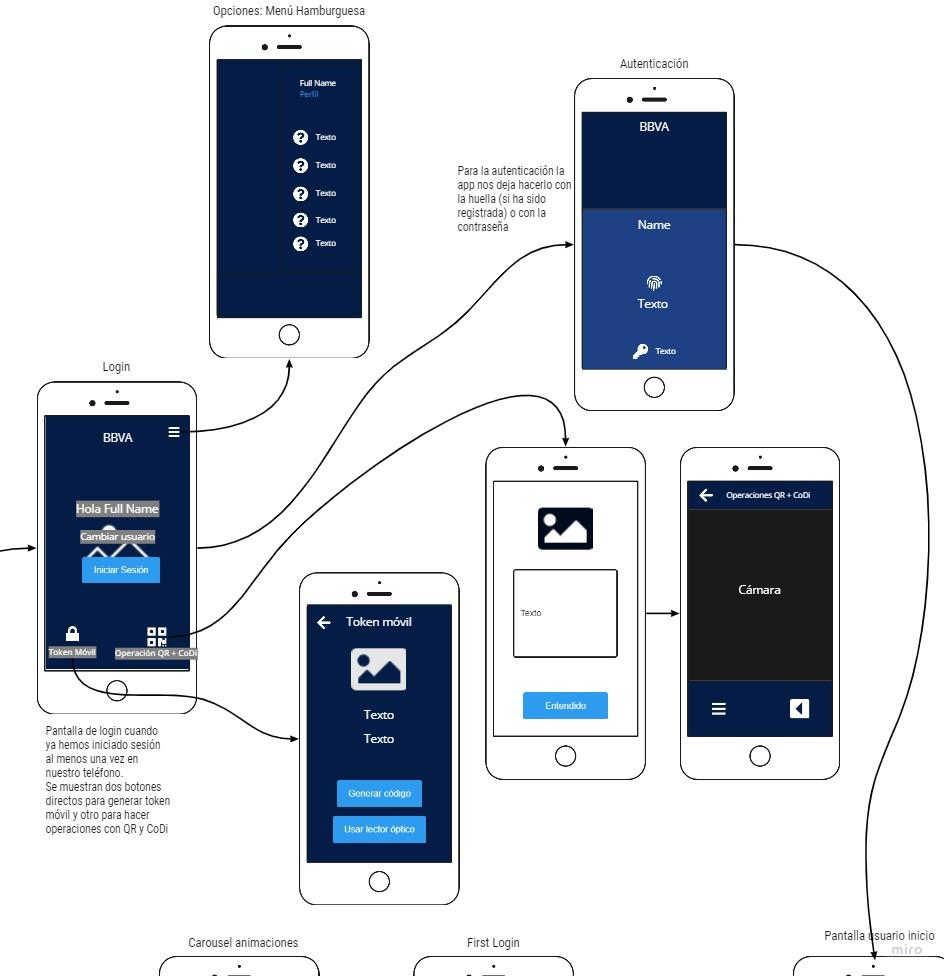 Opciones: Menú Hamburguesa
Full Name
Perfil
Texto
Texto
Texto
Texto
Texto
Autenticación
BBVA
Name
Texto
Texto
Para la autenticación la
app nos deja hacerlo con
la huella (si ha sido
registrada) o con la
contraseña
Login
BBVA
Hola Full Name
Cambiar usuario
Iniciar Sesión
Token Móvil
Operación QR + CoDi
Pantalla de login cuando
ya hemos iniciado sesión
al menos una vez en
nuestro teléfono.
Se muestran dos botones
directos para generar token
móvil y otro para hacer
operaciones con QR y CoDi
Token móvil
Texto
Texto
Generar código
Usar lector óptico
Texto
Entendido
Operaciones QR + CoDi
Cámara
Carousel animaciones
First Login
Pantalla usuario inicio
miro